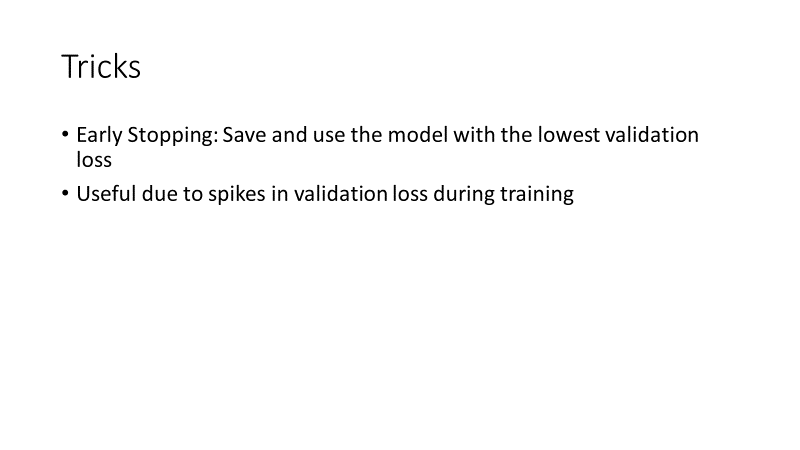 Tricks
• Early Stopping: Save and use the model with the lowest validation
loss
• Useful due to spikes in validation loss during training